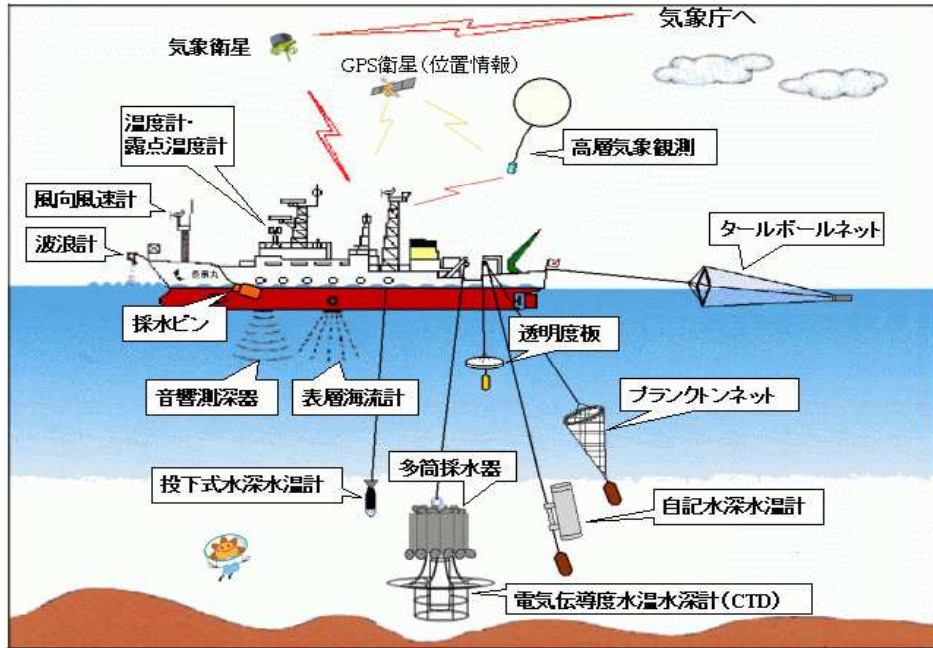 気象庁へ
気象衛星
GPS衛星(位置情報)
温度計・
露点温度計
高層気象観測
風向風速計
波浪計
タールボールネット
採水ビン
透明度板
音響測深器
表層海流計
プランクトンネット
多筒採水器
投下式水深水温計
自記水深水温計
電気伝導度水温水深計(CTD)